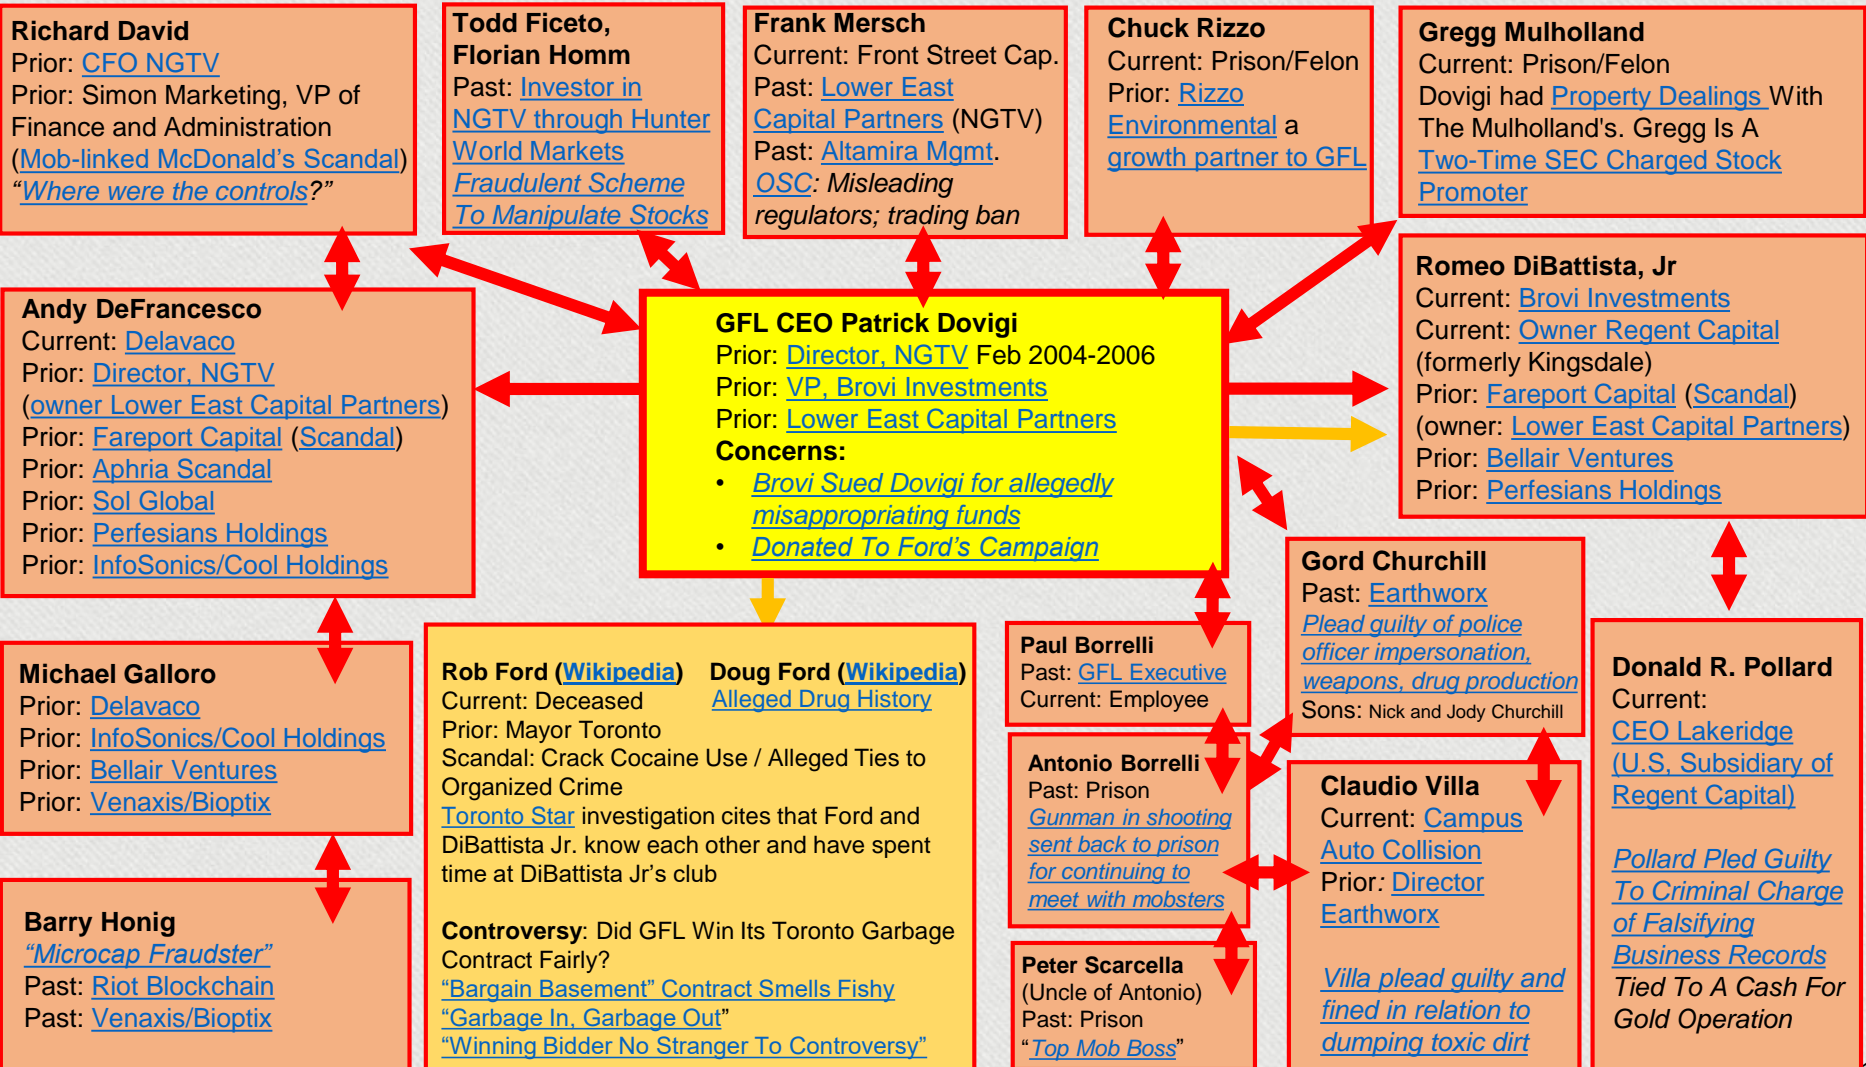 Richard David
Prior: CFO NGTV
Prior: Simon Marketing, VP of
Finance and Administration
(Mob-linked McDonald's Scandal)
“Where were the controls?”
Todd Ficeto,
Florian Homm
Past: Investor in
NGTV through Hunter
World Markets
Fraudulent Scheme
To Manipulate Stocks
Frank Mersch
Current: Front Street Cap.
Past: Lower East
Capital Partners (NGTV)
Past: Altamira Mgmt.
OSC: Misleading
regulators; trading ban
Chuck Rizzo
Current: Prison/Felon
Prior: Rizzo
Environmental a
growth partner to GFL
Gregg Mulholland
Current: Prison/Felon
Dovigi had Property Dealings With
The Mulholland's. Gregg Is A
Two-Time SEC Charged Stock
Promoter
Andy DeFrancesco
Current: Delavaco
Prior: Director, NGTV
(owner Lower East Capital Partners)
Prior: Fareport Capital (Scandal)
Prior: Aphria Scandal
Prior: Sol Global
Prior: Perfesians Holdings
Prior: InfoSonics/Cool Holdings
GFL CEO Patrick Dovigi
Prior: Director, NGTV Feb 2004-2006
Prior: VP, Brovi Investments
Prior: Lower East Capital Partners
Concerns:
• Brovi Sued Dovigi for allegedly
misappropriating funds
• Donated To Ford's Campaign
Romeo DiBattista, Jr
Current: Brovi Investments
Current: Owner Regent Capital
(formerly Kingsdale)
Prior: Fareport Capital (Scandal)
(owner: Lower East Capital Partners)
Prior: Bellair Ventures
Prior: Perfesians Holdings
Michael Galloro
Prior: Delavaco
Prior: InfoSonics/Cool Holdings
Prior: Bellair Ventures
Prior: Venaxis/Bioptix
Barry Honig
“Microcap Fraudster”
Past: Riot Blockchain
Past: Venaxis/Bioptix
Rob Ford (Wikipedia) Doug Ford (Wikipedia)
Current: Deceased Alleged Drug History
Prior: Mayor Toronto
Scandal: Crack Cocaine Use / Alleged Ties to
Organized Crime
Toronto Star investigation cites that Ford and
DiBattista Jr. know each other and have spent
time at DiBattista Jr's club
Controversy: Did GFL Win Its Toronto Garbage
Contract Fairly?
“Bargain Basement” Contract Smells Fishy
“Garbage In, Garbage Out”
“Winning Bidder No Stranger To Controversy”
Paul Borrelli
Past: GFL Executive
Current: Employee
Antonio Borrelli
Past: Prison
Gunman in shooting
sent back to prison
for continuing to
meet with mobsters
Peter Scarcella
(Uncle of Antonio)
Past: Prison
“Top Mob Boss”
Gord Churchill
Past: Earthworx
Plead guilty of police
officer impersonation,
weapons, drug production
Sons: Nick and Jody Churchill
Claudio Villa
Current: Campus
Auto Collision
Prior: Director
Earthworx
Villa plead guilty and
fined in relation to
dumping toxic dirt
Donald R. Pollard
Current:
CEO Lakeridge
(U.S, Subsidiary of
Regent Capital)
Pollard Pled Guilty
To Criminal Charge
of Falsifying
Business Records
Tied To A Cash For
Gold Operation